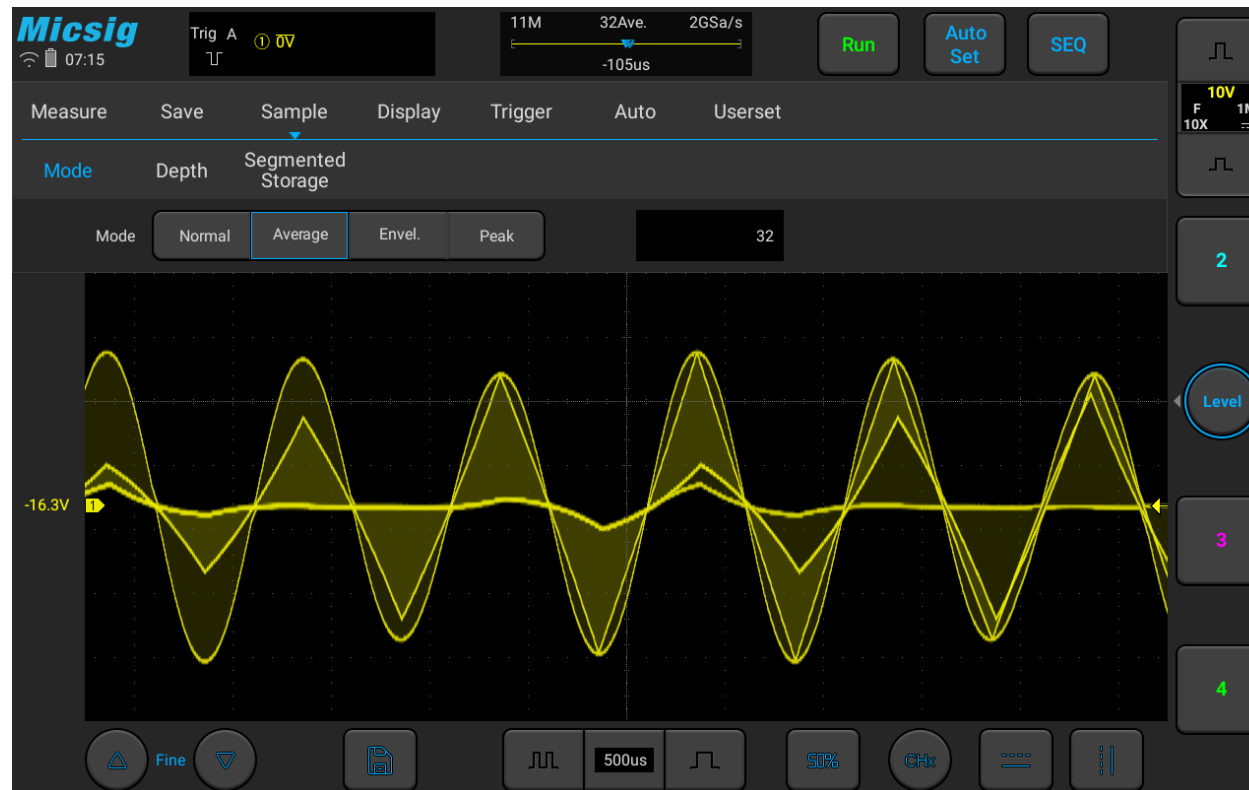 Micsig
07:15
Trig A ① 0V
11M 32Ave. 2GSa/s
-105us
Run
Auto
Set
SEQ
10V
F 1M
10X
Measure Save Sample Display Trigger Auto Userset
Mode Depth Segmented
Storage
Mode Normal Average Envel. Peak 32
2
Level
-16.3V 1
3
4
Fine 500us 50% CHx